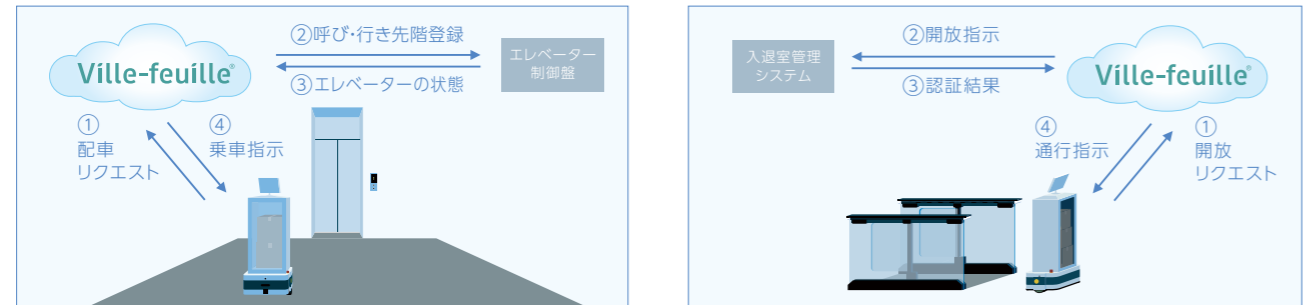 ②呼び・行き先階登録
Ville-feuille®
エレベーター
制御盤
③エレベーターの状態
①
配車
リクエスト
④
乗車指示
②開放指示
入退室管理
システム
Ville-feuille®
③認証結果
④
通行指示
①
開放
リクエスト